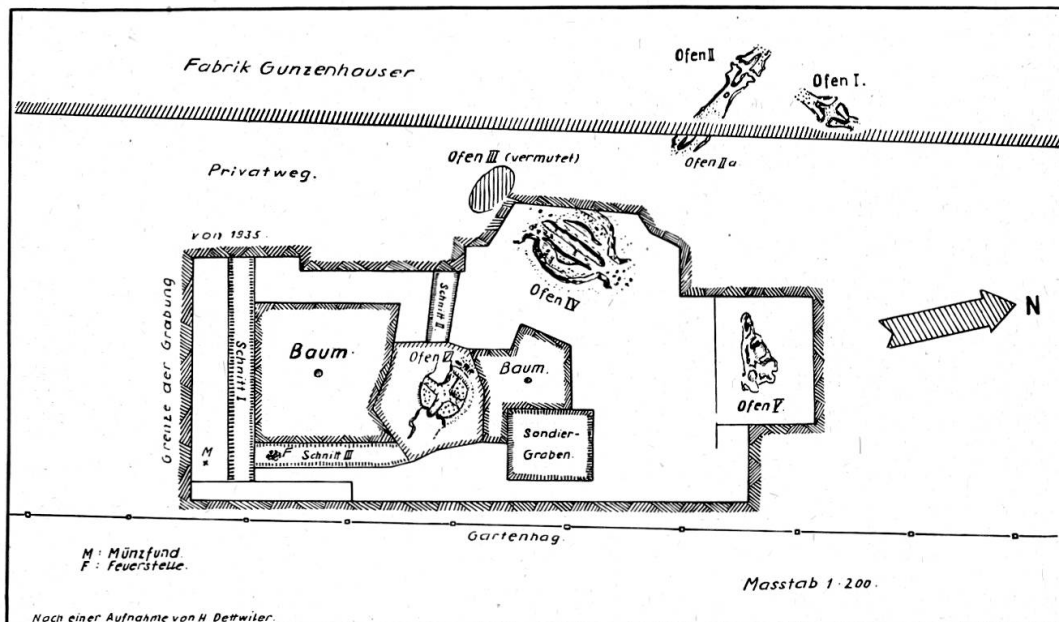 Fabrik Gunzenhauser
Ofen II
Ofen I.
Ofen II a
Ofen III (vermutet)
Privatweg.
von 1935.
Grenze der Grabung
Schnitt I
Schnitt II
Ofen IV
N
Baum.
Ofen
Baum.
Ofen V.
Sondier-
Graben.
M
F Schnitt III
Gartenhag.
M : Münzfund.
F : Feuerstelle.
Masstab 1 · 200.
Nach einer Aufnahme von H Dettwiler.